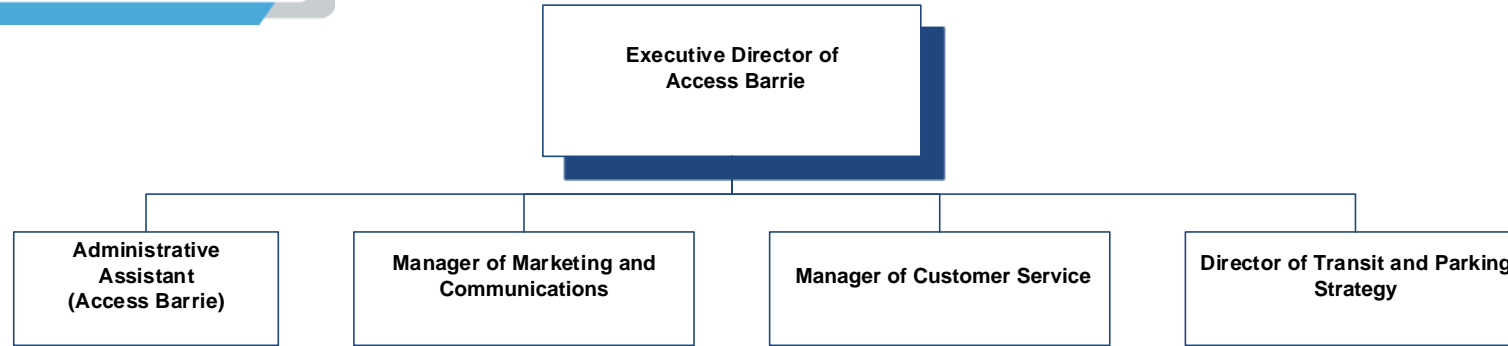 Executive Director of
Access Barrie
Administrative
Assistant
(Access Barrie)
Manager of Marketing and
Communications
Manager of Customer Service
Director of Transit and Parking
Strategy